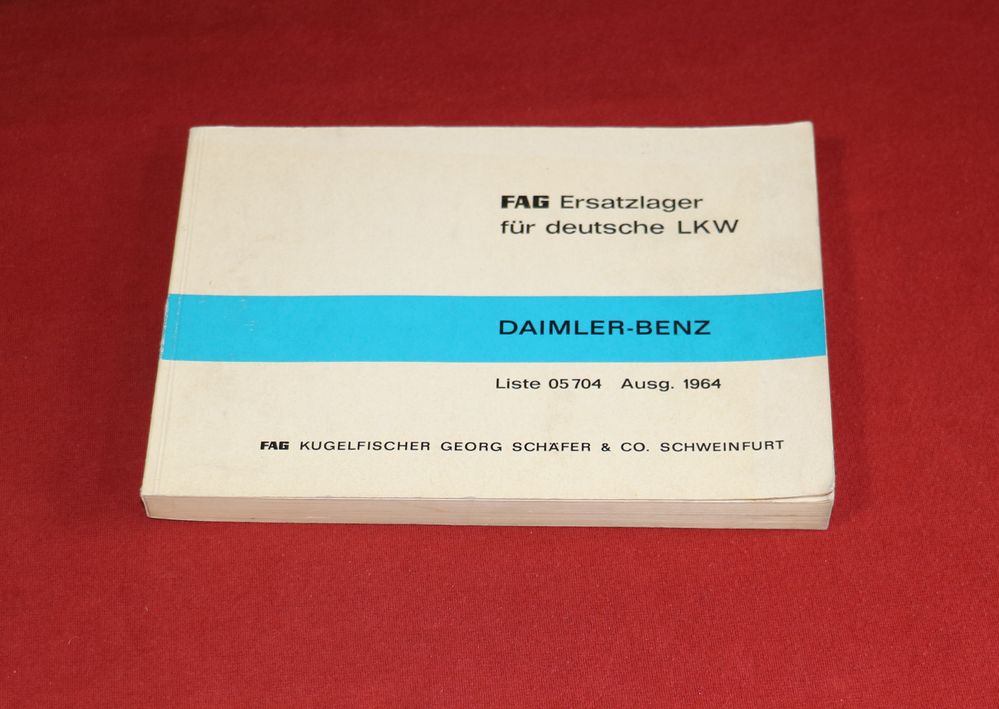 FAG Ersatzlager
für deutsche LKW
DAIMLER-BENZ
Liste 05704 Ausg. 1964
FAG KUGELFISCHER GEORG SCHÄFER & CO. SCHWEINFURT